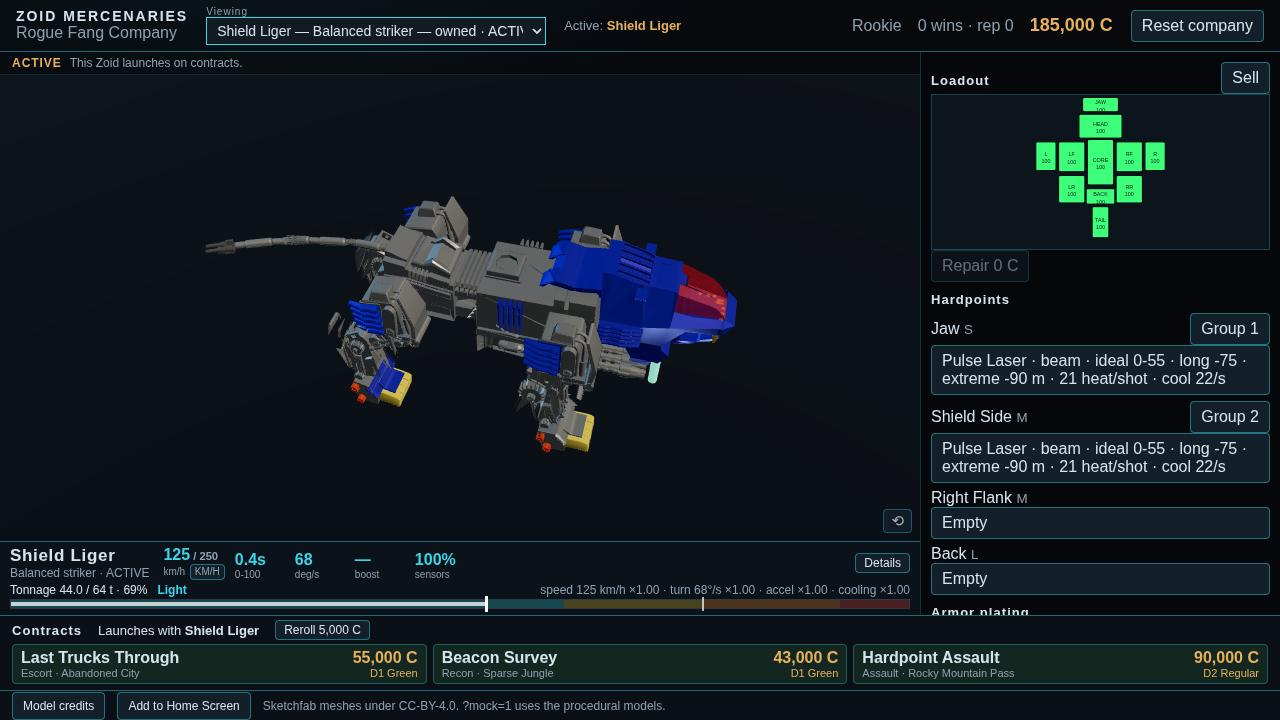 ZOID MERCENARIES
Rogue Fang Company
Viewing
Shield Liger — Balanced striker — owned · ACTIV
Active: Shield Liger
Rookie 0 wins · rep 0 185,000 C
Reset company
ACTIVE This Zoid launches on contracts.
Loadout
Sell
JAW
100
HEAD
100
L
100
LF
100
CORE
100
RF
100
R
100
LR
100
BACK
100
RR
100
TAIL
100
Repair 0 C
Hardpoints
Jaw S
Group 1
Pulse Laser · beam · ideal 0-55 · long -75 ·
extreme -90 m · 21 heat/shot · cool 22/s
Shield Side M
Group 2
Pulse Laser · beam · ideal 0-55 · long -75 ·
extreme -90 m · 21 heat/shot · cool 22/s
Right Flank M
Empty
Back L
Empty
Armor plating
⟲
Shield Liger
Balanced striker · ACTIVE
125 / 250
km/h KM/H
0.4s
0-100
68
deg/s
—
boost
100%
sensors
Details
Tonnage 44.0 / 64 t · 69% Light
speed 125 km/h ×1.00 · turn 68°/s ×1.00 · accel ×1.00 · cooling ×1.00
Contracts Launches with Shield Liger
Reroll 5,000 C
Last Trucks Through 55,000 C
Escort · Abandoned City D1 Green
Beacon Survey 43,000 C
Recon · Sparse Jungle D1 Green
Hardpoint Assault 90,000 C
Assault · Rocky Mountain Pass D2 Regular
Model credits
Add to Home Screen
Sketchfab meshes under CC-BY-4.0. ?mock=1 uses the procedural models.